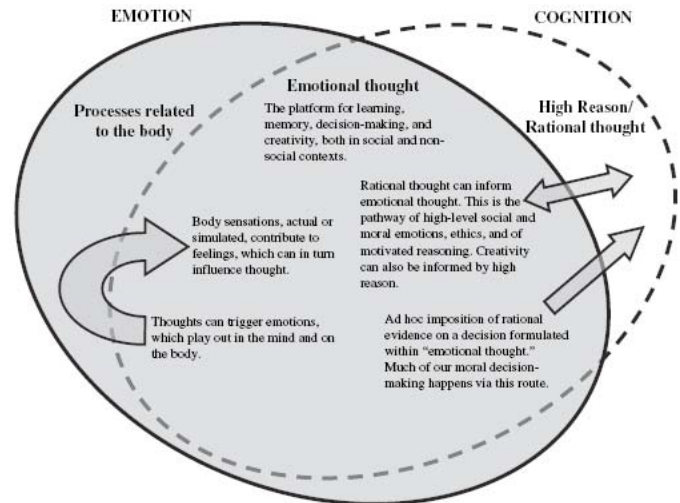 EMOTION
COGNITION
Emotional thought
The platform for learning,
memory, decision-making, and
creativity, both in social and non-
social contexts.
Processes related
to the body
High Reason/
Rational thought
Rational thought can inform
emotional thought. This is the
pathway of high-level social and
moral emotions, ethics, and of
motivated reasoning. Creativity
can also be informed by high
reason.
Body sensations, actual or
simulated, contribute to
feelings, which can in turn
influence thought.
Thoughts can trigger emotions,
which play out in the mind and on
the body.
Ad hoc imposition of rational
evidence on a decision formulated
within “emotional thought.”
Much of our moral decision-
making happens via this route.